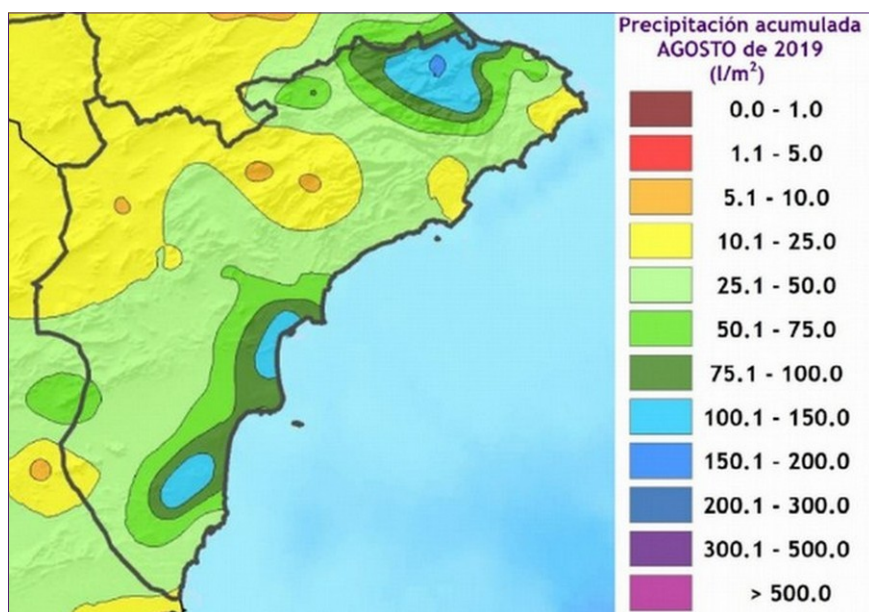 Precipitación acumulada
AGOSTO de 2019
(l/m²)
0.0 - 1.0
1.1 - 5.0
5.1 - 10.0
10.1 - 25.0
25.1 - 50.0
50.1 - 75.0
75.1 - 100.0
100.1 - 150.0
150.1 - 200.0
200.1 - 300.0
300.1 - 500.0
> 500.0